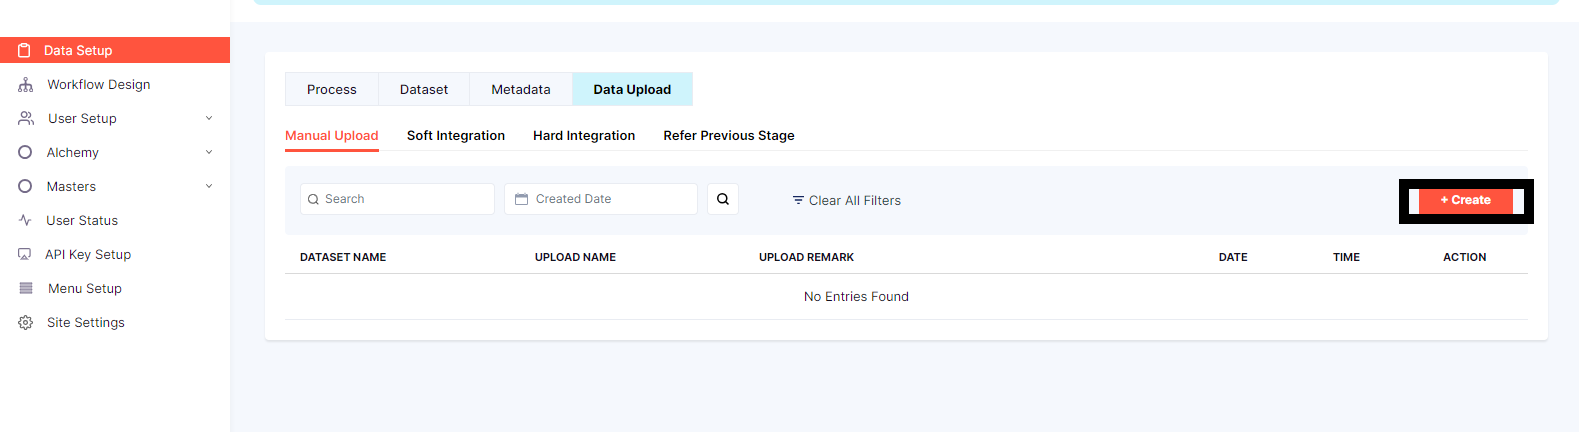 Data Setup
Workflow Design
User Setup
Alchemy
Masters
User Status
API Key Setup
Menu Setup
Site Settings
Process Dataset Metadata Data Upload
Manual Upload Soft Integration Hard Integration Refer Previous Stage
Search Created Date Clear All Filters + Create
DATASET NAME UPLOAD NAME UPLOAD REMARK DATE TIME ACTION
No Entries Found